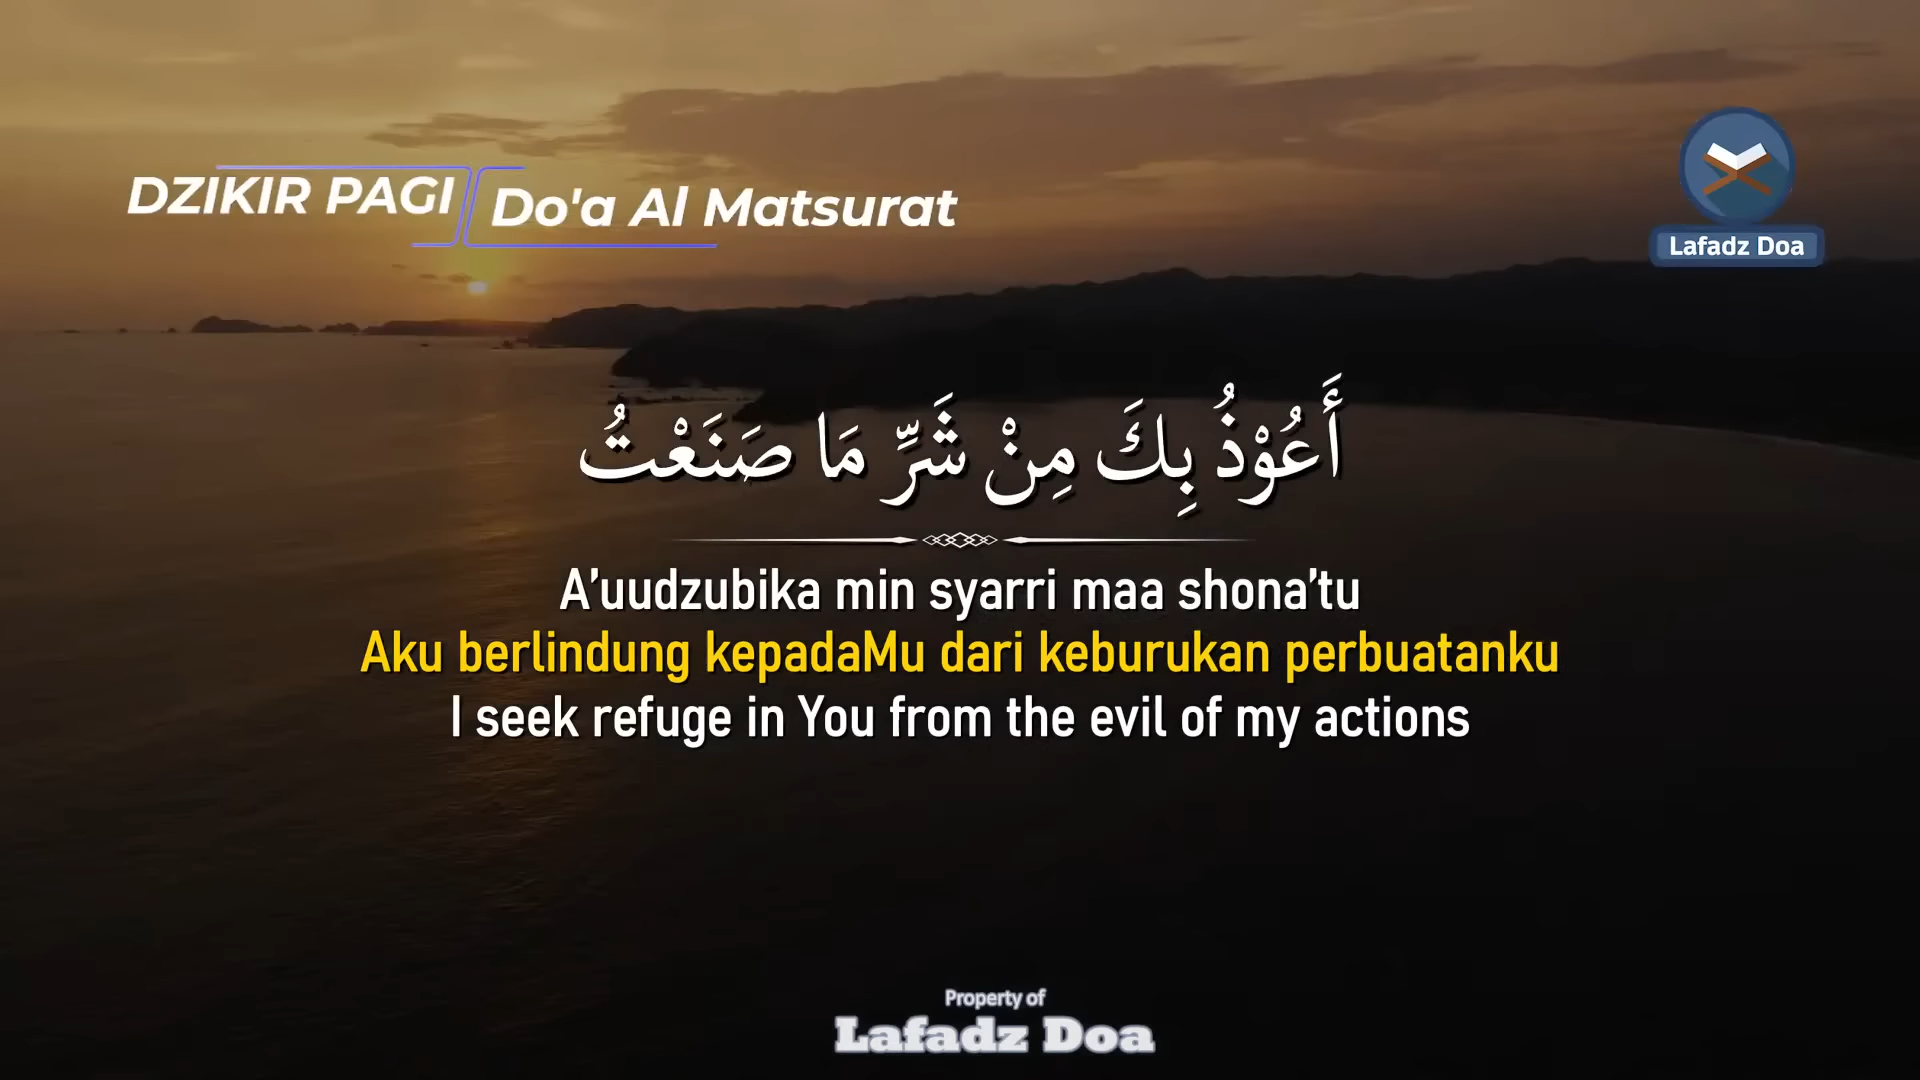 DZIKIR PAGI
Do'a Al Matsurat
Lafadz Doa
أَعُوْذُ بِكَ مِنْ شَرِّ مَا صَنَعْتُ
A’uudzubika min syarri maa shona’tu
Aku berlindung kepadaMu dari keburukan perbuatanku
I seek refuge in You from the evil of my actions
Property of
Lafadz Doa